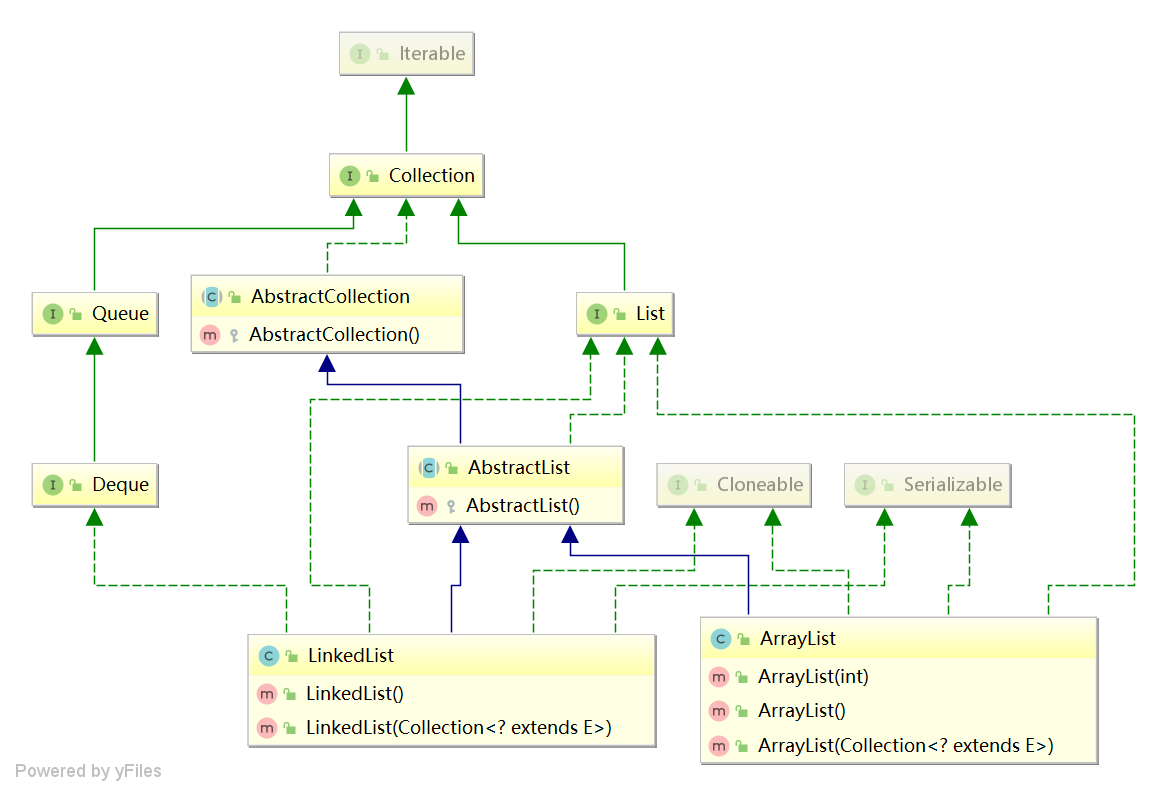 Iterable
Collection
Queue
AbstractCollection
AbstractCollection()
List
Deque
AbstractList
AbstractList()
Cloneable
Serializable
LinkedList
LinkedList()
LinkedList(Collection<? extends E>)
ArrayList
ArrayList(int)
ArrayList()
ArrayList(Collection<? extends E>)
Powered by yFiles